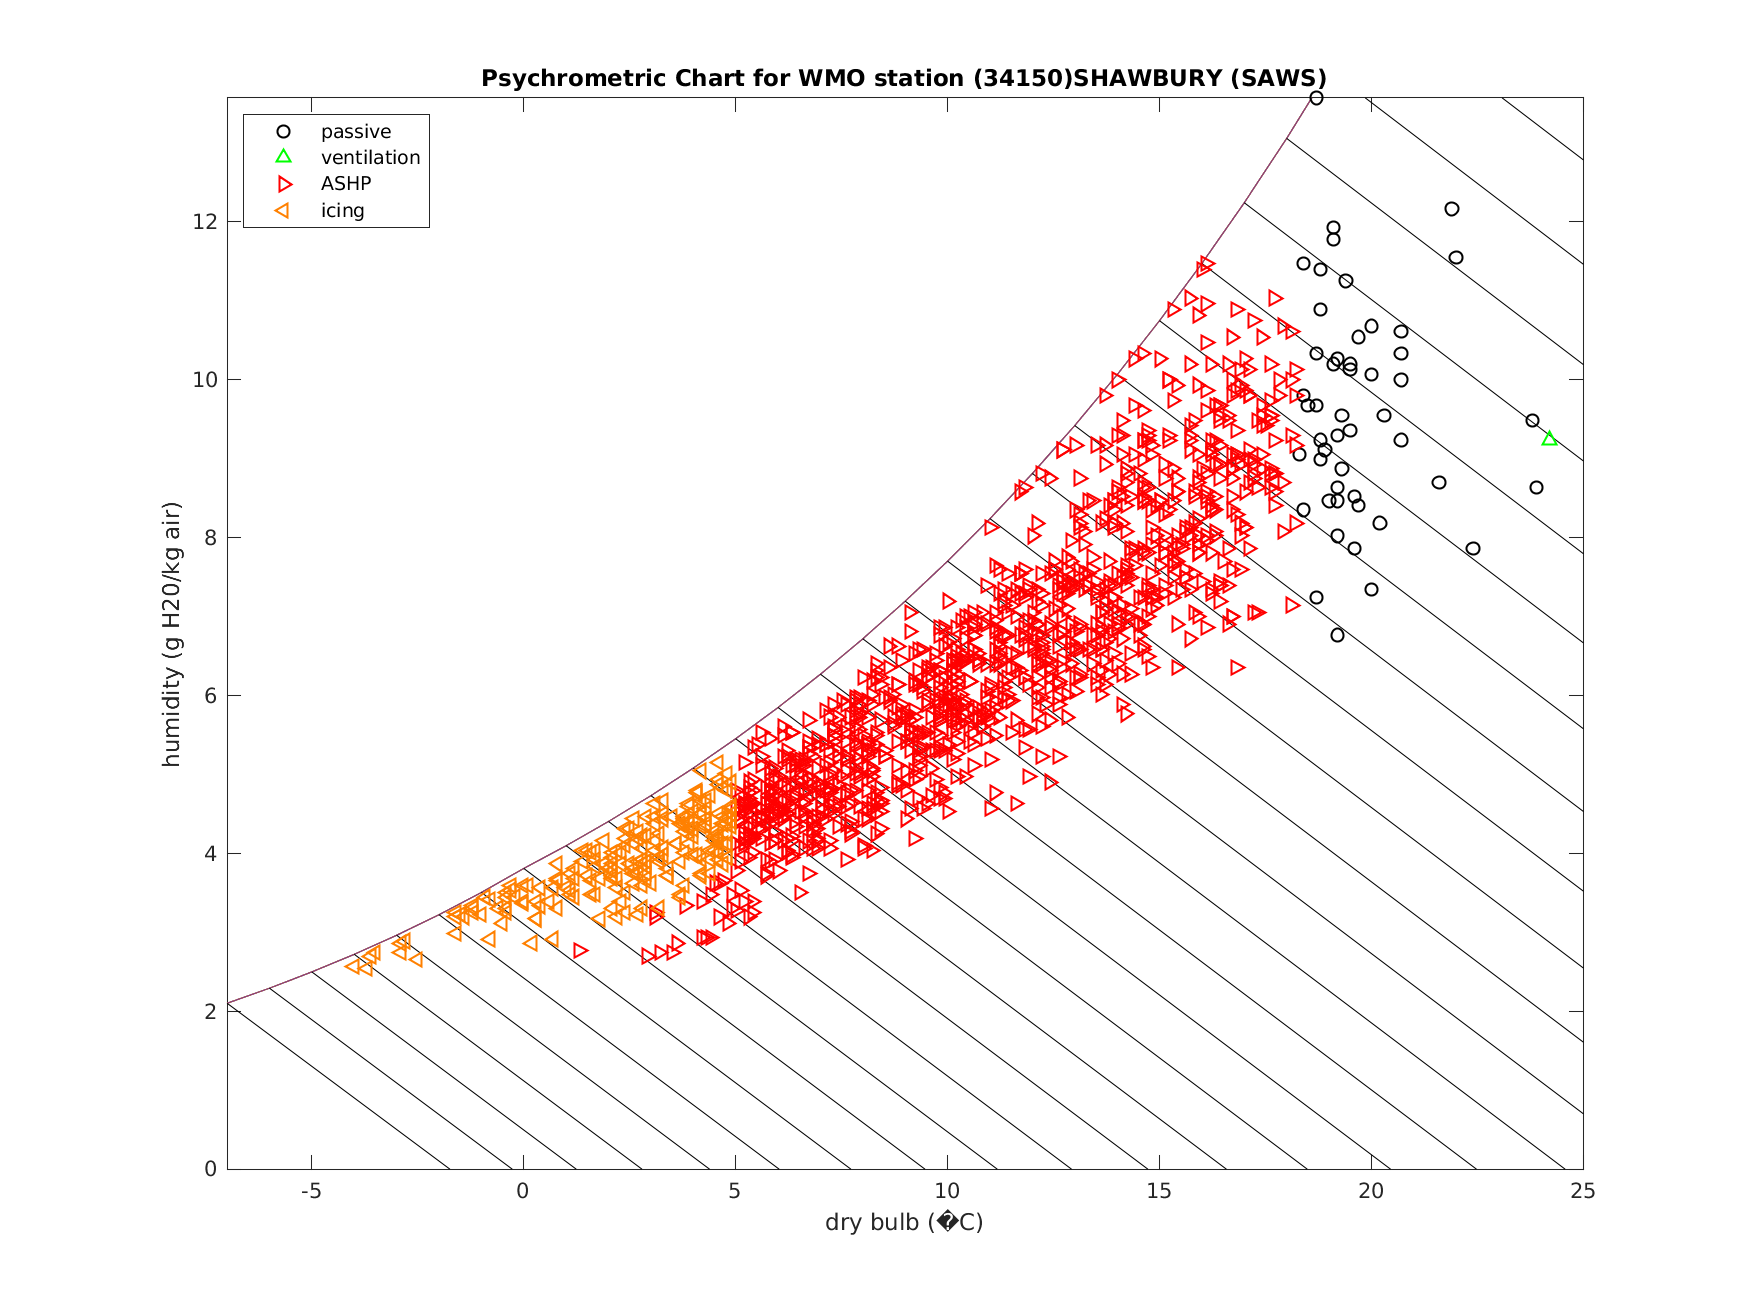 Psychrometric Chart for WMO station (34150)SHAWBURY (SAWS)
passive
ventilation
ASHP
icing
12
10
8
6
4
2
0
humidity (g H20/kg air)
-5 0 5 10 15 20 25
dry bulb (�C)